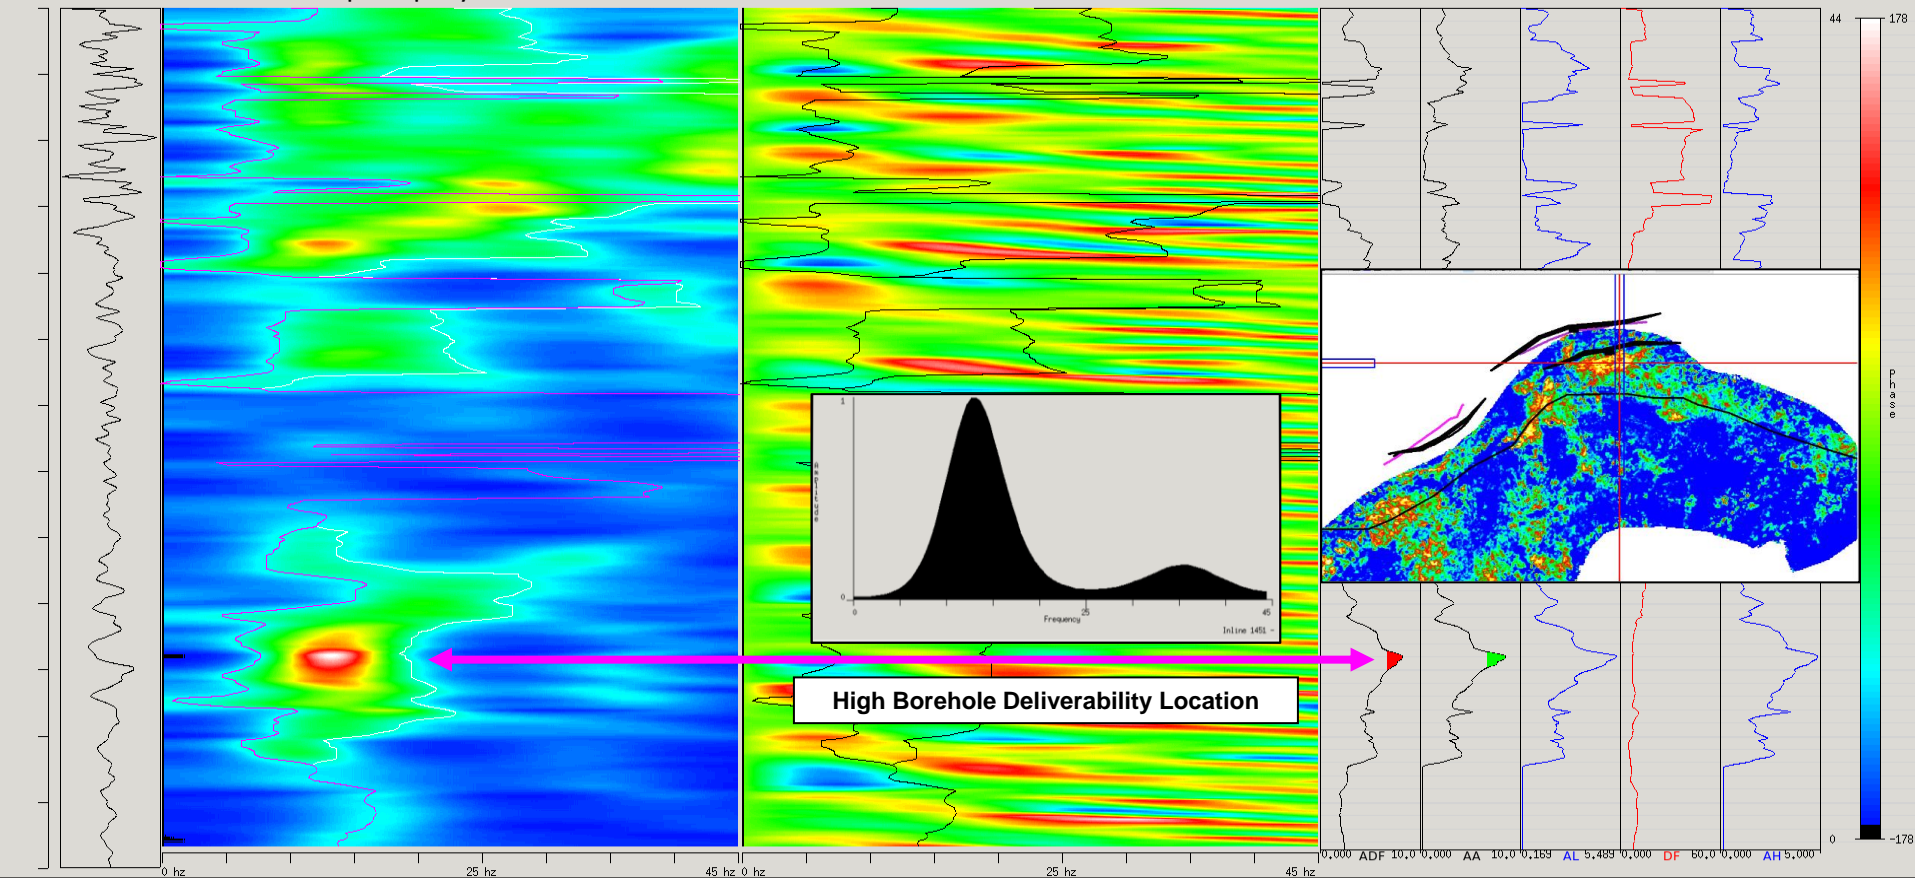 44 178
1
Amplitude
0
0 25 45
Frequency
Inline 1451 -
Phase
High Borehole Deliverability Location
0 -178
0.000 ADF 10.0 0.000 AA 10.0 0.169 AL 5.489 0.000 DF 60.0 0.000 AH 5.000
0 hz 25 hz 45 hz 0 hz 25 hz 45 hz